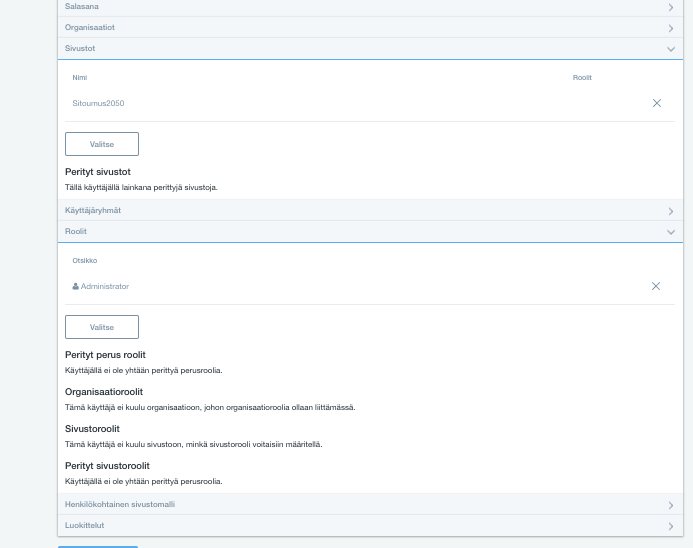 Salasana
Organisaatiot
Sivustot
Nimi Roolit
Sitoumus2050
Valitse
Perityt sivustot
Tällä käyttäjällä lainkana perittyjä sivustoja.
Käyttäjäryhmät
Roolit
Otsikko
Administrator
Valitse
Perityt perus roolit
Käyttäjällä ei ole yhtään perittyä perusroolia.
Organisaatioroolit
Tämä käyttäjä ei kuulu organisaatioon, johon organisaatioroolia ollaan liittämässä.
Sivustoroolit
Tämä käyttäjä ei kuulu sivustoon, minkä sivustorooli voitaisiin määritellä.
Perityt sivustoroolit
Käyttäjällä ei ole yhtään perittyä perusroolia.
Henkilökohtainen sivustomalli
Luokittelut